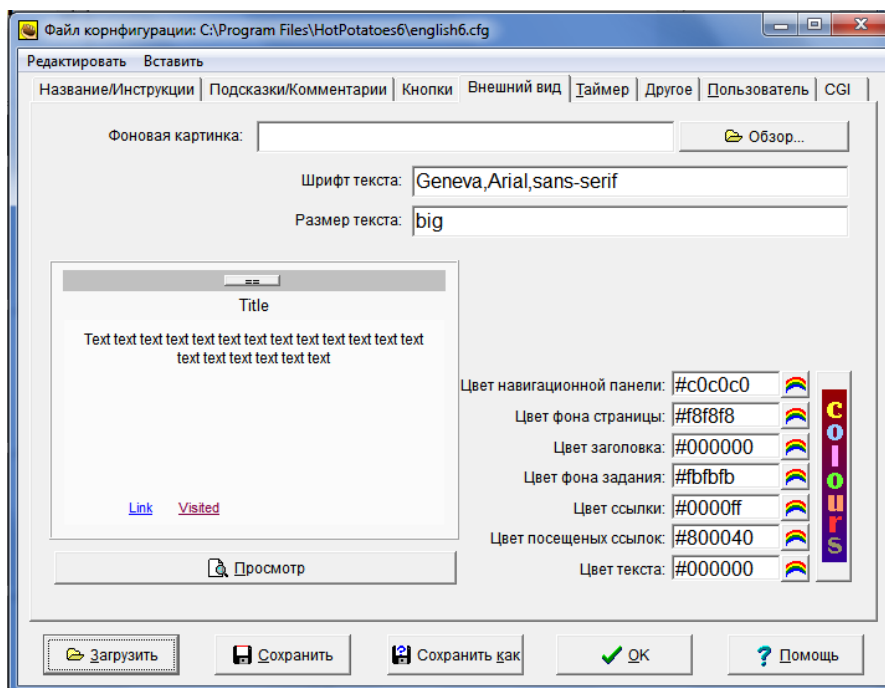 Файл корнфигурации: C:\Program Files\HotPotatoes6\english6.cfg
Редактировать Вставить
Название/Инструкции Подсказки/Комментарии Кнопки Внешний вид Таймер Другое Пользователь CGI
Фоновая картинка: Обзор...
Шрифт текста: Geneva,Arial,sans-serif
Размер текста: big
==
Title
Text text text text text text text text text text text text text
text text text text text text
Link Visited
Просмотр
Цвет навигационной панели: #c0c0c0
Цвет фона страницы: #f8f8f8
Цвет заголовка: #000000
Цвет фона задания: #fbfbfb
Цвет ссылки: #0000ff
Цвет посещеных ссылок: #800040
Цвет текста: #000000
colours
Загрузить Сохранить Сохранить как OK Помощь